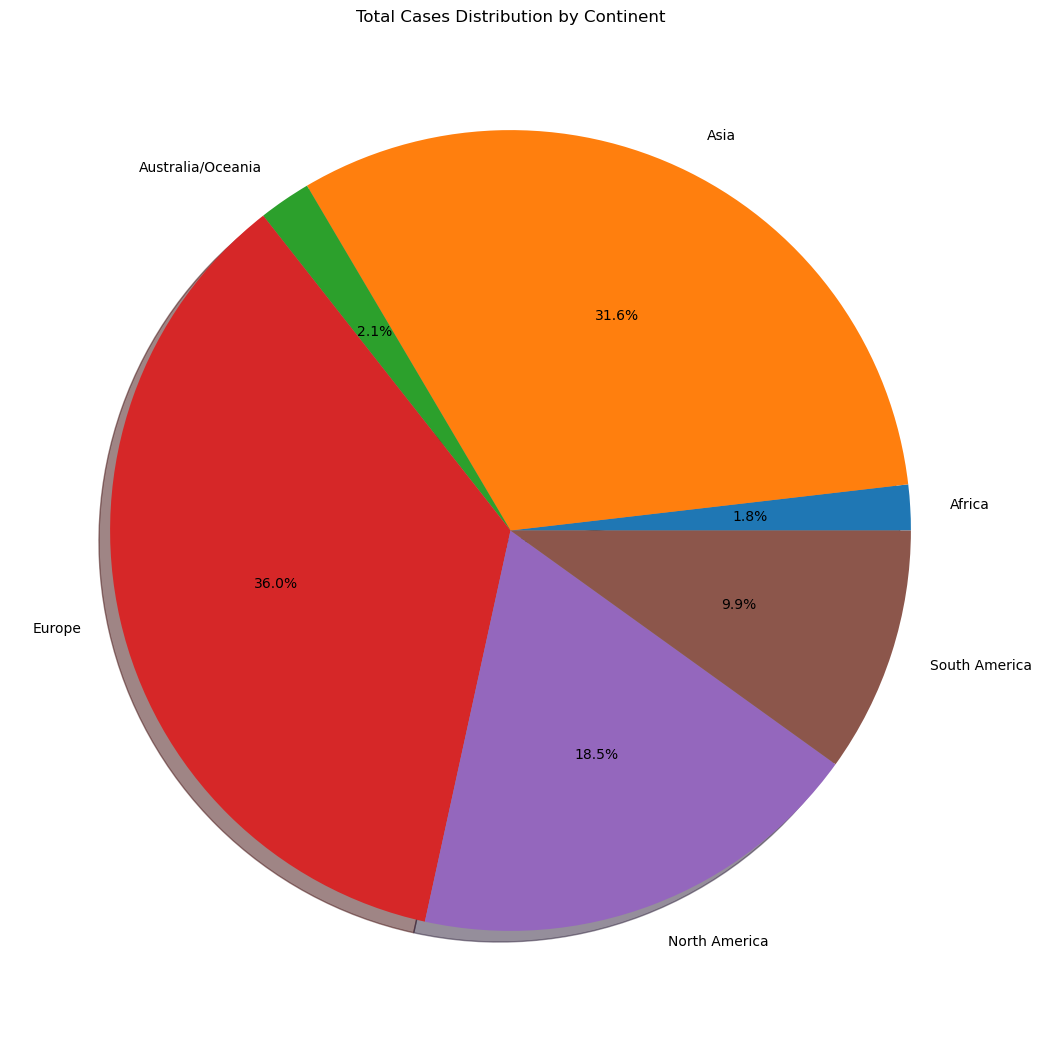 Total Cases Distribution by Continent
Asia
Australia/Oceania
31.6%
2.1%
Africa
1.8%
36.0%
9.9%
Europe
South America
18.5%
North America